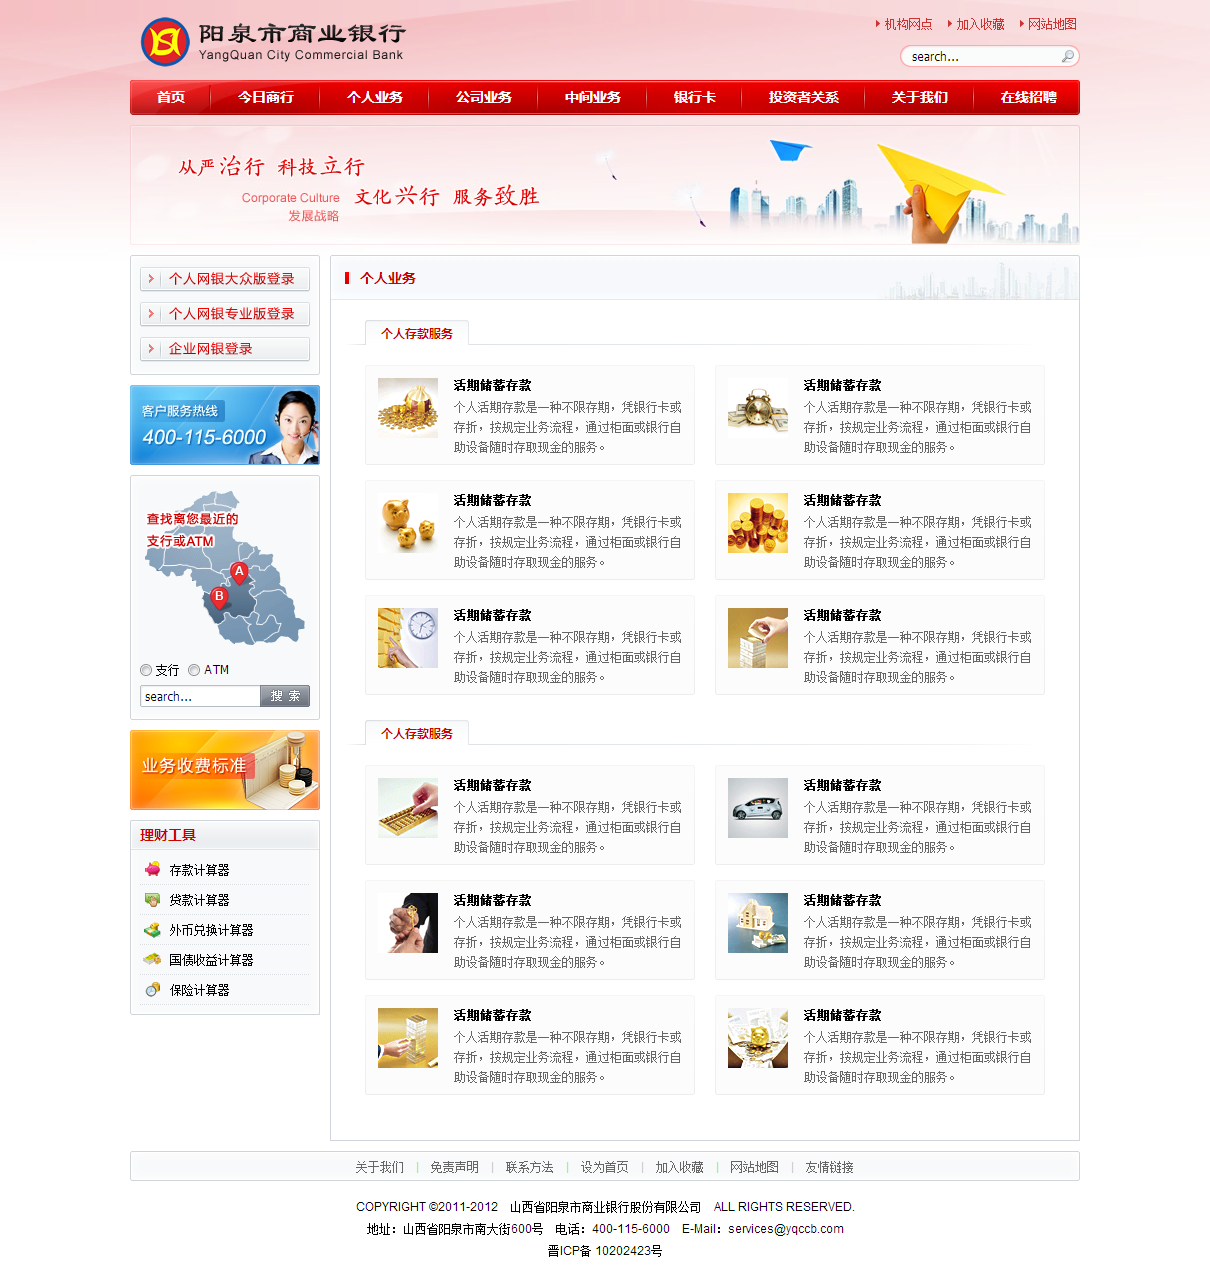 阳泉市商业银行
YangQuan City Commercial Bank
机构网点 加入收藏 网站地图
search...
首页 今日商行 个人业务 公司业务 中间业务 银行卡 投资者关系 关于我们 在线招聘
从严治行 科技立行
Corporate Culture 文化兴行 服务致胜
发展战略
个人网银大众版登录
个人网银专业版登录
企业网银登录
客户服务热线
400-115-6000
查找离您最近的
支行或ATM
A
B
支行 ATM
search... 搜 索
业务收费标准
理财工具
存款计算器
贷款计算器
外币兑换计算器
国债收益计算器
保险计算器
个人业务
个人存款服务
活期储蓄存款
个人活期存款是一种不限存期，凭银行卡或
存折，按规定业务流程，通过柜面或银行自
助设备随时存取现金的服务。
活期储蓄存款
个人活期存款是一种不限存期，凭银行卡或
存折，按规定业务流程，通过柜面或银行自
助设备随时存取现金的服务。
活期储蓄存款
个人活期存款是一种不限存期，凭银行卡或
存折，按规定业务流程，通过柜面或银行自
助设备随时存取现金的服务。
活期储蓄存款
个人活期存款是一种不限存期，凭银行卡或
存折，按规定业务流程，通过柜面或银行自
助设备随时存取现金的服务。
活期储蓄存款
个人活期存款是一种不限存期，凭银行卡或
存折，按规定业务流程，通过柜面或银行自
助设备随时存取现金的服务。
活期储蓄存款
个人活期存款是一种不限存期，凭银行卡或
存折，按规定业务流程，通过柜面或银行自
助设备随时存取现金的服务。
个人存款服务
活期储蓄存款
个人活期存款是一种不限存期，凭银行卡或
存折，按规定业务流程，通过柜面或银行自
助设备随时存取现金的服务。
活期储蓄存款
个人活期存款是一种不限存期，凭银行卡或
存折，按规定业务流程，通过柜面或银行自
助设备随时存取现金的服务。
活期储蓄存款
个人活期存款是一种不限存期，凭银行卡或
存折，按规定业务流程，通过柜面或银行自
助设备随时存取现金的服务。
活期储蓄存款
个人活期存款是一种不限存期，凭银行卡或
存折，按规定业务流程，通过柜面或银行自
助设备随时存取现金的服务。
活期储蓄存款
个人活期存款是一种不限存期，凭银行卡或
存折，按规定业务流程，通过柜面或银行自
助设备随时存取现金的服务。
活期储蓄存款
个人活期存款是一种不限存期，凭银行卡或
存折，按规定业务流程，通过柜面或银行自
助设备随时存取现金的服务。
关于我们 | 免责声明 | 联系方法 | 设为首页 | 加入收藏 | 网站地图 | 友情链接
COPYRIGHT ©2011-2012 山西省阳泉市商业银行股份有限公司 ALL RIGHTS RESERVED.
地址：山西省阳泉市南大街600号 电话：400-115-6000 E-Mail：services@yqccb.com
晋ICP备 10202423号